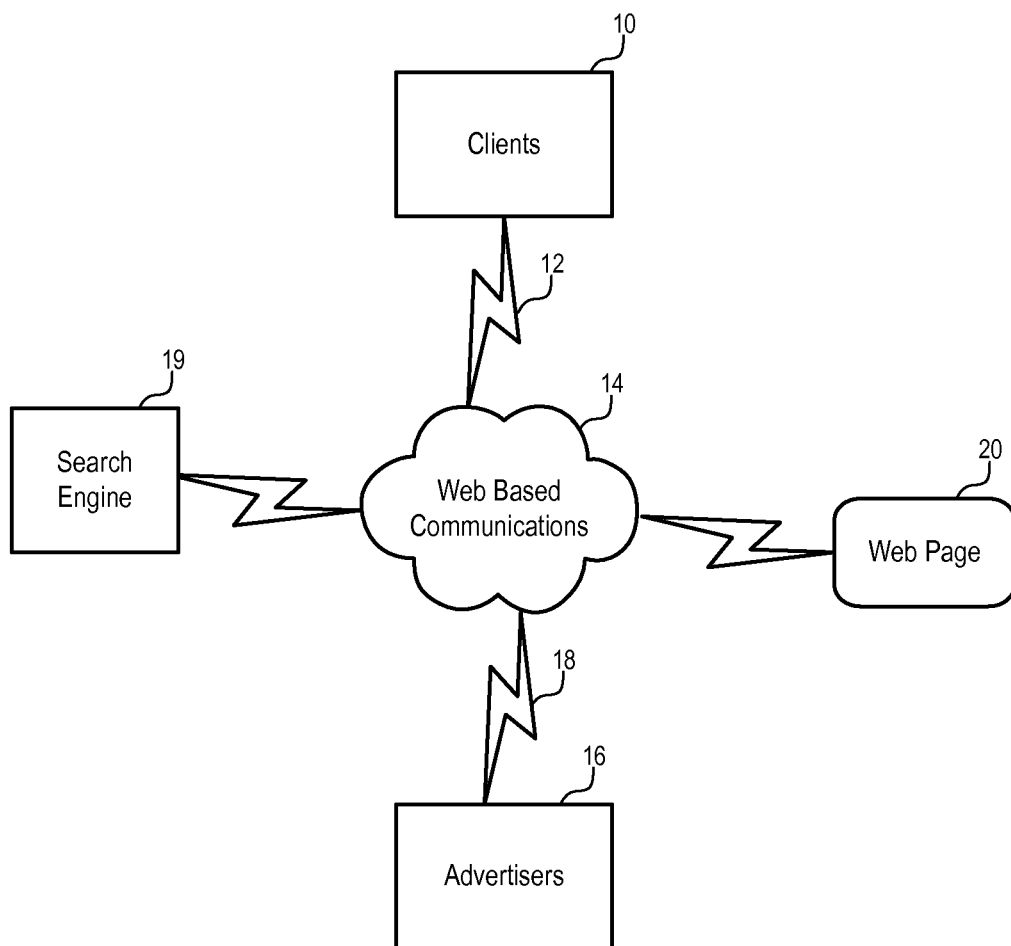 10
Clients
12
19
14
Search
Engine
Web Based
Communications
20
Web Page
18
16
Advertisers